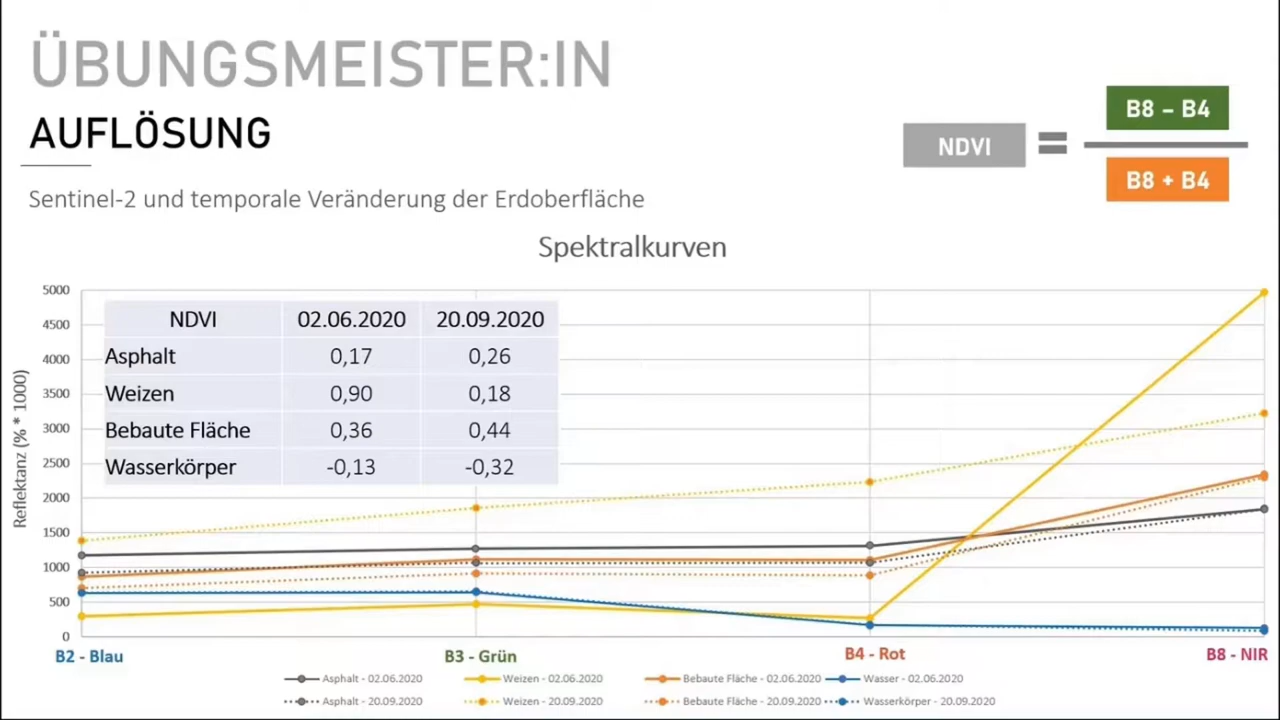 ÜBUNGSMEISTER:IN
AUFLÖSUNG
Sentinel-2 und temporale Veränderung der Erdoberfläche
NDVI = B8 – B4
B8 + B4
Spektralkurven
Reflektanz (% * 1000)
5000
4500
4000
3500
3000
2500
2000
1500
1000
500
0
NDVI 02.06.2020 20.09.2020
Asphalt 0,17 0,26
Weizen 0,90 0,18
Bebaute Fläche 0,36 0,44
Wasserkörper -0,13 -0,32
B2 - Blau B3 - Grün B4 - Rot B8 - NIR
Asphalt - 02.06.2020 Weizen - 02.06.2020 Bebaute Fläche - 02.06.2020 Wasser - 02.06.2020
Asphalt - 20.09.2020 Weizen - 20.09.2020 Bebaute Fläche - 20.09.2020 Wasserkörper - 20.09.2020